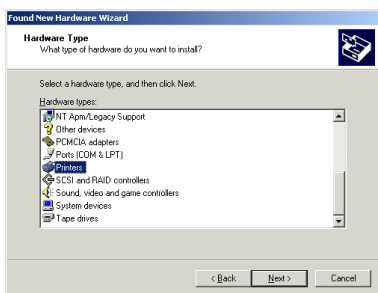 Found New Hardware Wizard
Hardware Type
What type of hardware do you want to install?
Select a hardware type, and then click Next.
Hardware types:
NT Apm/Legacy Support
Other devices
PCMCIA adapters
Ports (COM & LPT)
Printers
SCSI and RAID controllers
Sound, video and game controllers
System devices
Tape drives
< Back
Next >
Cancel